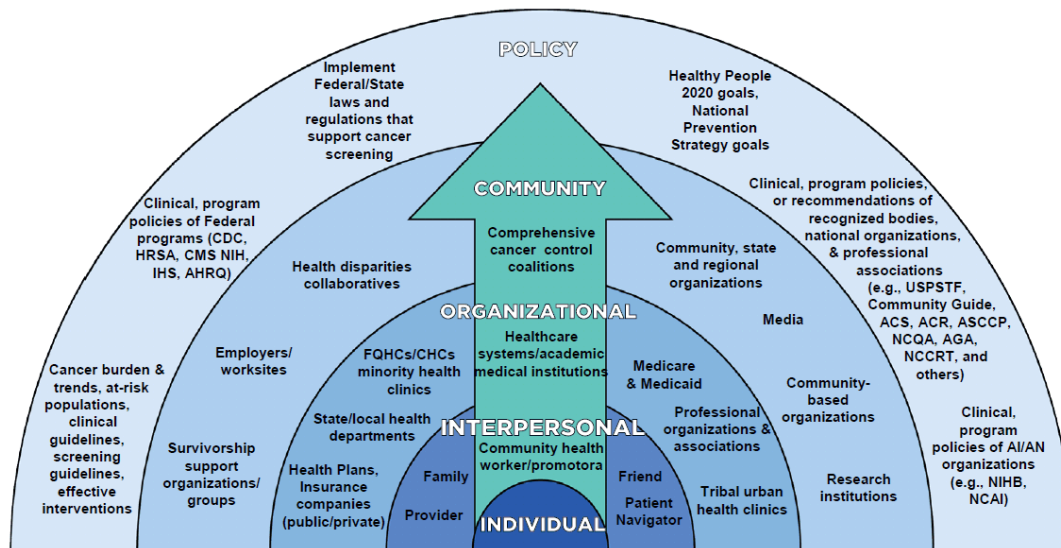 POLICY
Implement
Federal/State
laws and
regulations that
support cancer
screening
Healthy People
2020 goals,
National
Prevention
Strategy goals
Clinical, program
policies of Federal
programs (CDC,
HRSA, CMS NIH,
IHS, AHRQ)
Clinical, program policies,
or recommendations of
recognized bodies,
national organizations,
& professional
associations
(e.g., USPSTF,
Community Guide,
ACS, ACR, ASCCP,
NCQA, AGA,
NCCRT, and
others)
Cancer burden &
trends, at-risk
populations,
clinical
guidelines,
screening
guidelines,
effective
interventions
Clinical,
program
policies of AI/AN
organizations
(e.g., NIHB,
NCAI)
COMMUNITY
Comprehensive
cancer control
coalitions
Health disparities
collaboratives
Community, state
and regional
organizations
Employers/
worksites
Media
Community-
based
organizations
Survivorship
support
organizations/
groups
Research
institutions
ORGANIZATIONAL
Healthcare
systems/academic
medical institutions
FQHCs/CHCs
minority health
clinics
Medicare
& Medicaid
State/local health
departments
Professional
organizations &
associations
Health Plans,
Insurance
companies
(public/private)
Tribal urban
health clinics
INTERPERSONAL
Community health
worker/promotora
Family
Friend
Provider
Patient
Navigator
INDIVIDUAL